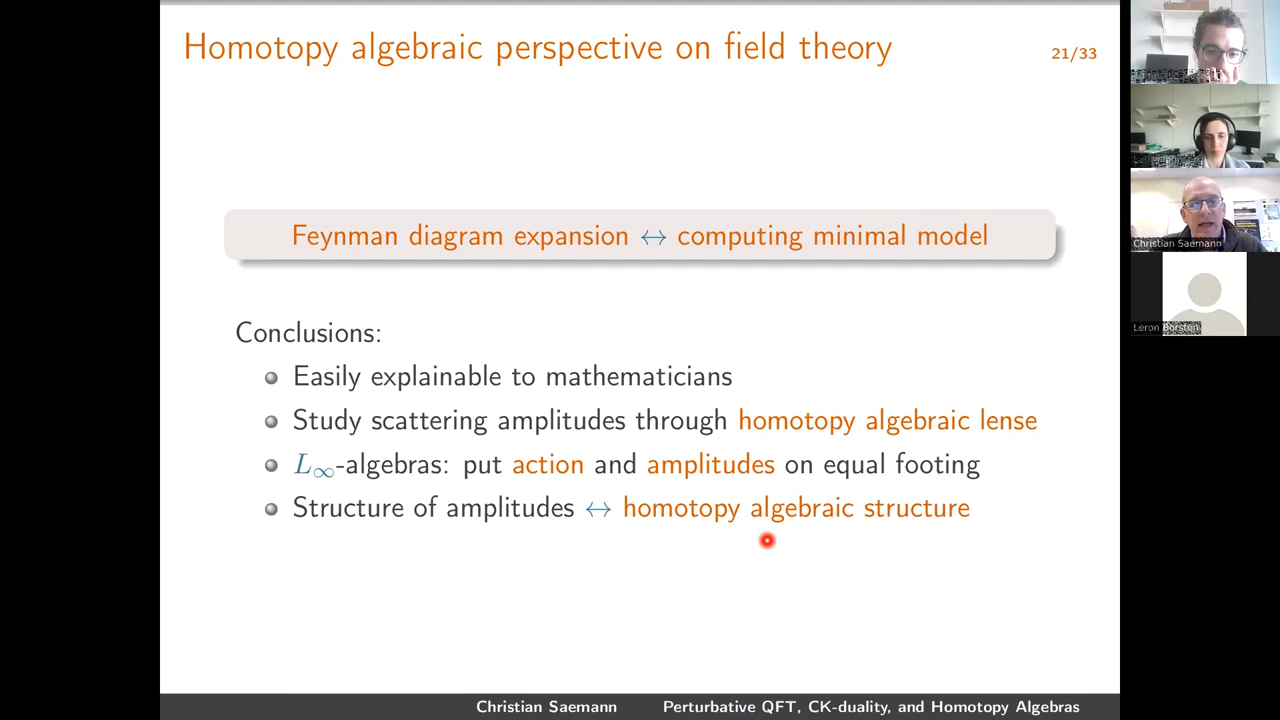 Homotopy algebraic perspective on field theory
21/33
Feynman diagram expansion ↔ computing minimal model
Conclusions:
Easily explainable to mathematicians
Study scattering amplitudes through homotopy algebraic lense
L∞-algebras: put action and amplitudes on equal footing
Structure of amplitudes ↔ homotopy algebraic structure
Christian Saemann Perturbative QFT, CK-duality, and Homotopy Algebras
Christian Saemann
Leron Borsten